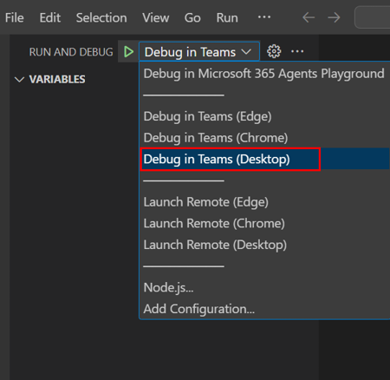 File Edit Selection View Go Run ...
RUN AND DEBUG Debug in Teams ...
VARIABLES
Debug in Microsoft 365 Agents Playground
Debug in Teams (Edge)
Debug in Teams (Chrome)
Debug in Teams (Desktop)
Launch Remote (Edge)
Launch Remote (Chrome)
Launch Remote (Desktop)
Node.js...
Add Configuration...